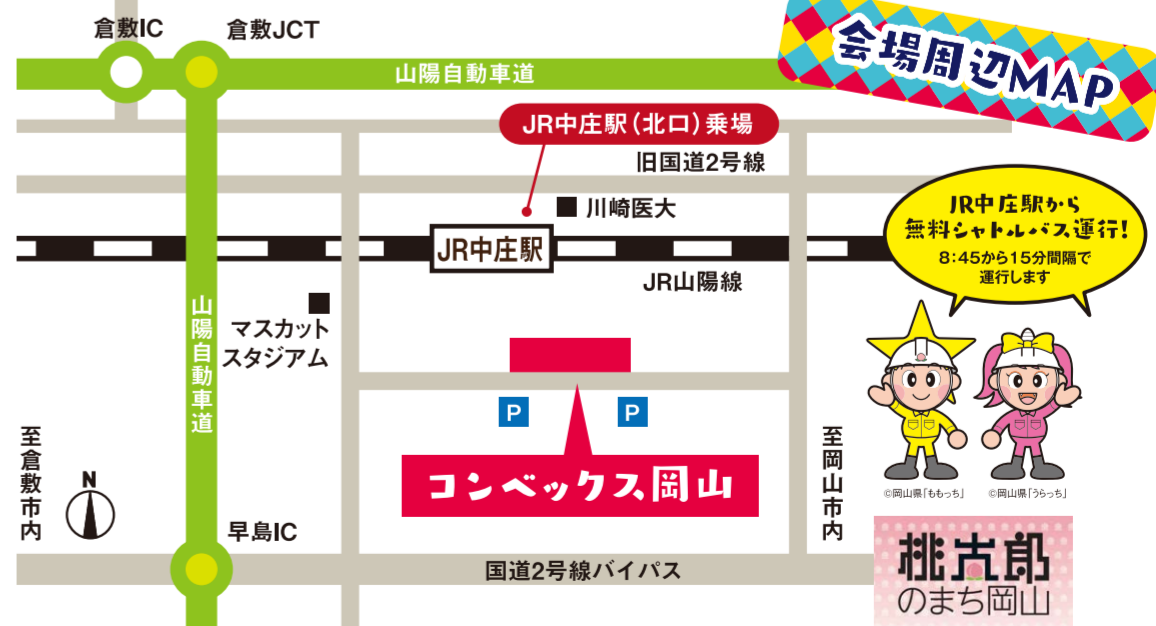 倉敷IC
倉敷JCT
山陽自動車道
会場周辺MAP
JR中庄駅（北口）乗場
旧国道2号線
川崎医大
JR中庄駅
JR山陽線
JR中庄駅から
無料シャトルバス運行!
8:45から15分間隔で
運行します
山陽自動車道
マスカット
スタジアム
P
P
コンベックス岡山
至倉敷市内
N
至岡山市内
©岡山県「ももっち」
©岡山県「うらっち」
早島IC
国道2号線バイパス
桃太郎
のまち岡山